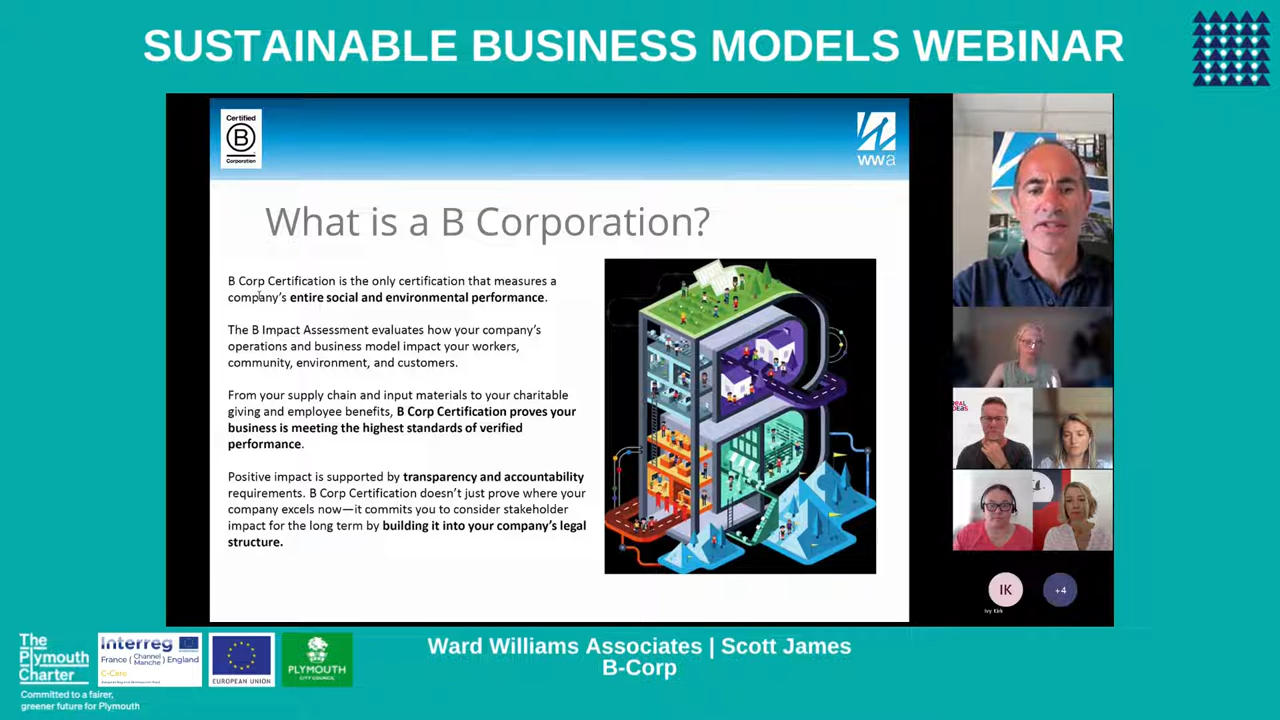 SUSTAINABLE BUSINESS MODELS WEBINAR
Certified
B
Corporation
wwa
What is a B Corporation?
B Corp Certification is the only certification that measures a
company's entire social and environmental performance.
The B Impact Assessment evaluates how your company's
operations and business model impact your workers,
community, environment, and customers.
From your supply chain and input materials to your charitable
giving and employee benefits, B Corp Certification proves your
business is meeting the highest standards of verified
performance.
Positive impact is supported by transparency and accountability
requirements. B Corp Certification doesn't just prove where your
company excels now—it commits you to consider stakeholder
impact for the long term by building it into your company's legal
structure.
REAL
IDEAS
IK
+4
Ivy Kirk
The
Plymouth
Charter
Committed to a fairer,
greener future for Plymouth
Interreg
France ( Channel Manche ) England
C-Care
EUROPEAN UNION
PLYMOUTH
CITY COUNCIL
Ward Williams Associates | Scott James
B-Corp